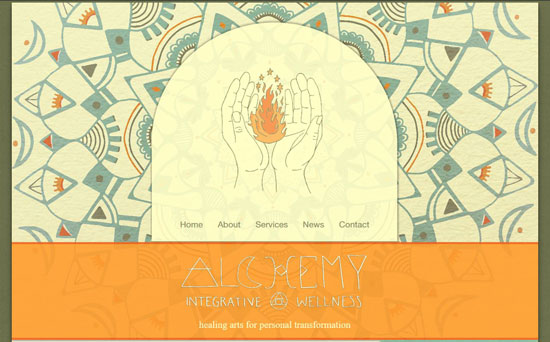 Home About Services News Contact
ALCHEMY
INTEGRATIVE WELLNESS
healing arts for personal transformation